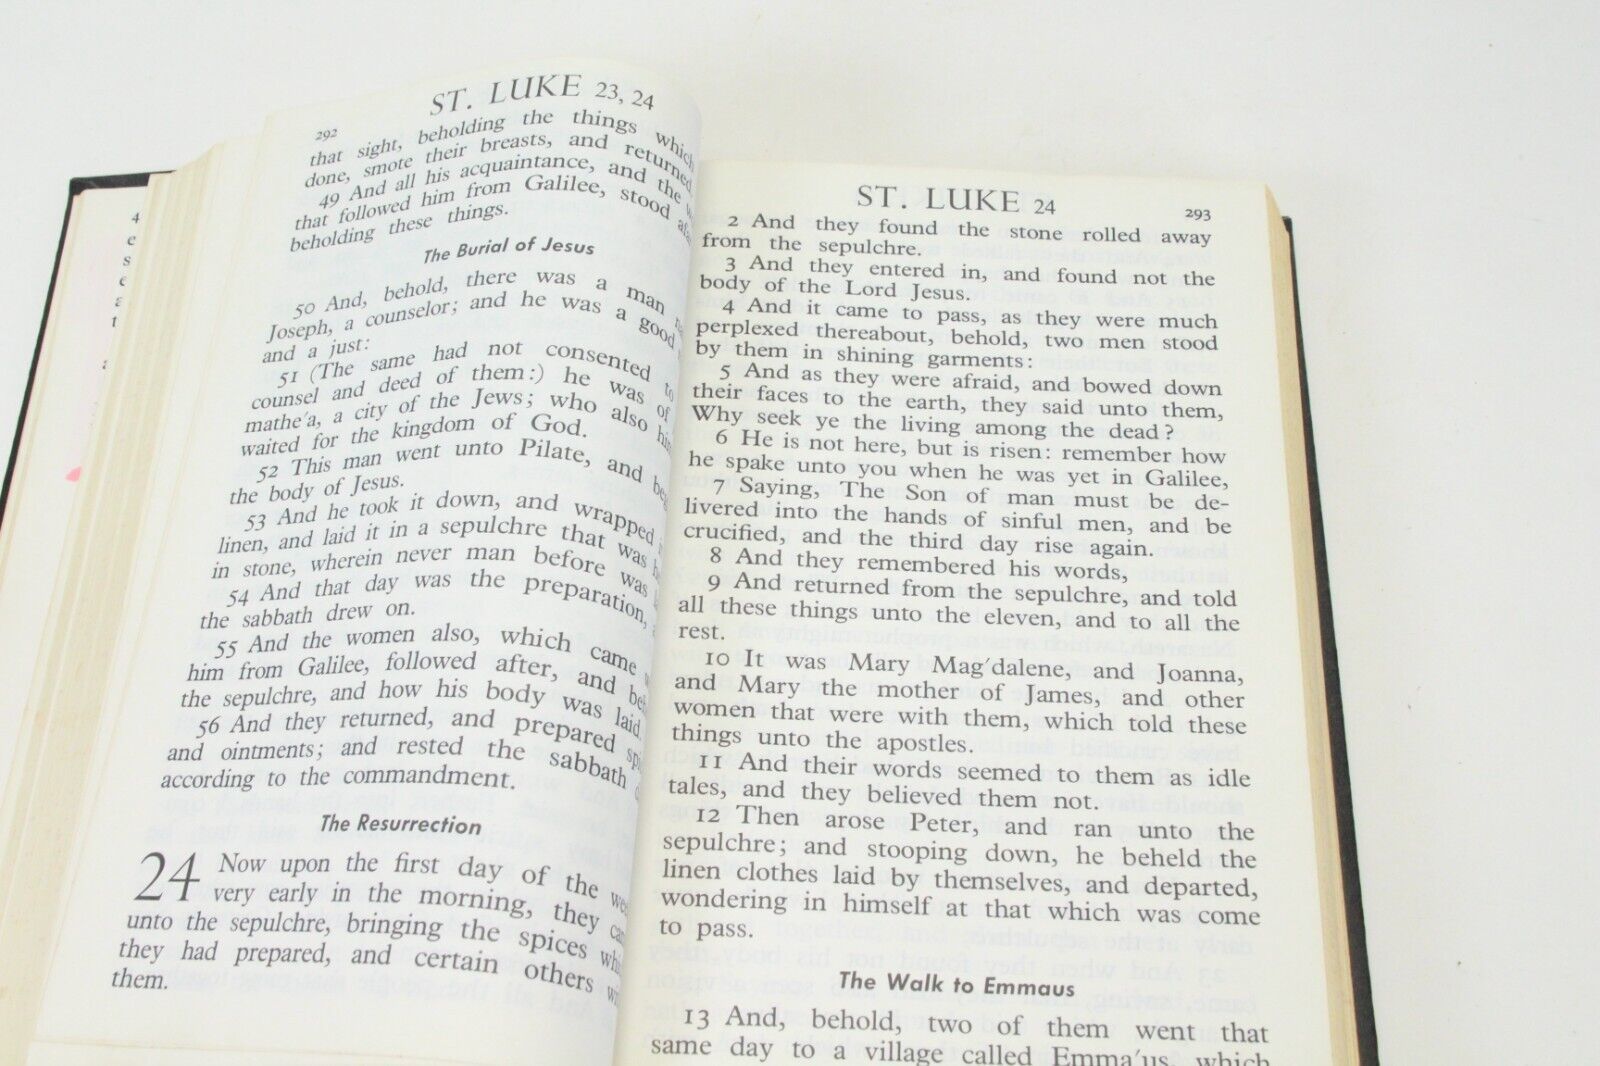 292
ST. LUKE 23, 24
that sight, beholding the things which
done, smote their breasts, and returned.
49 And all his acquaintance, and the
that followed him from Galilee, stood
beholding these things.
The Burial of Jesus
50 And, behold, there was a man
Joseph, a counselor; and he was a good
and a just:
51 (The same had not consented to
counsel and deed of them:) he was of
mathe'a, a city of the Jews; who also
waited for the kingdom of God.
52 This man went unto Pilate, and
the body of Jesus.
53 And he took it down, and wrapped
linen, and laid it in a sepulchre that was
in stone, wherein never man before was
54 And that day was the preparation,
the sabbath drew on.
55 And the women also, which came
him from Galilee, followed after, and
the sepulchre, and how his body was laid.
56 And they returned, and prepared
and ointments; and rested the sabbath
according to the commandment.
The Resurrection
24 Now upon the first day of the
very early in the morning, they
unto the sepulchre, bringing the spices
they had prepared, and certain others
them.
ST. LUKE 24
293
2 And they found the stone rolled away
from the sepulchre.
3 And they entered in, and found not the
body of the Lord Jesus.
4 And it came to pass, as they were much
perplexed thereabout, behold, two men stood
by them in shining garments:
5 And as they were afraid, and bowed down
their faces to the earth, they said unto them,
Why seek ye the living among the dead?
6 He is not here, but is risen: remember how
he spake unto you when he was yet in Galilee,
7 Saying, The Son of man must be de-
livered into the hands of sinful men, and be
crucified, and the third day rise again.
8 And they remembered his words,
9 And returned from the sepulchre, and told
all these things unto the eleven, and to all the
rest.
10 It was Mary Mag'dalene, and Joanna,
and Mary the mother of James, and other
women that were with them, which told these
things unto the apostles.
11 And their words seemed to them as idle
tales, and they believed them not.
12 Then arose Peter, and ran unto the
sepulchre; and stooping down, he beheld the
linen clothes laid by themselves, and departed,
wondering in himself at that which was come
to pass.
The Walk to Emmaus
13 And, behold, two of them went that
same day to a village called Emma'us, which